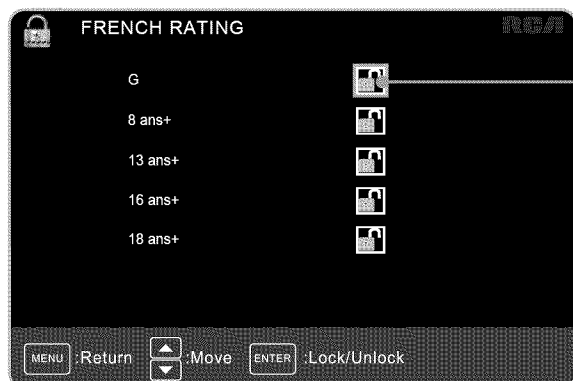 FRENCH RATING RCA
G
8 ans+
13 ans+
16 ans+
18 ans+
MENU :Return :Move ENTER :Lock/Unlock